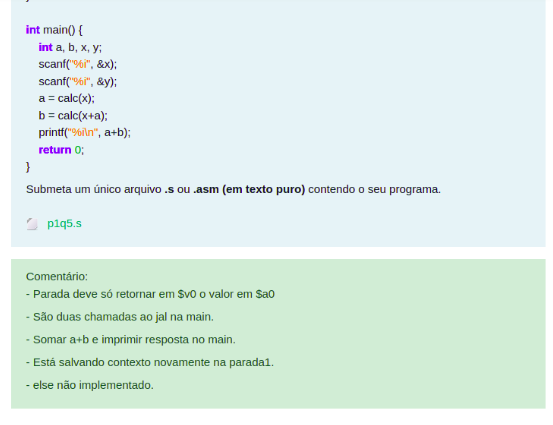 int main() {
int a, b, x, y;
scanf("%i", &x);
scanf("%i", &y);
a = calc(x);
b = calc(x+a);
printf("%i\n", a+b);
return 0;
}
Submeta um único arquivo .s ou .asm (em texto puro) contendo o seu programa.
p1q5.s
Comentário:
- Parada deve só retornar em $v0 o valor em $a0
- São duas chamadas ao jal na main.
- Somar a+b e imprimir resposta no main.
- Está salvando contexto novamente na parada1.
- else não implementado.